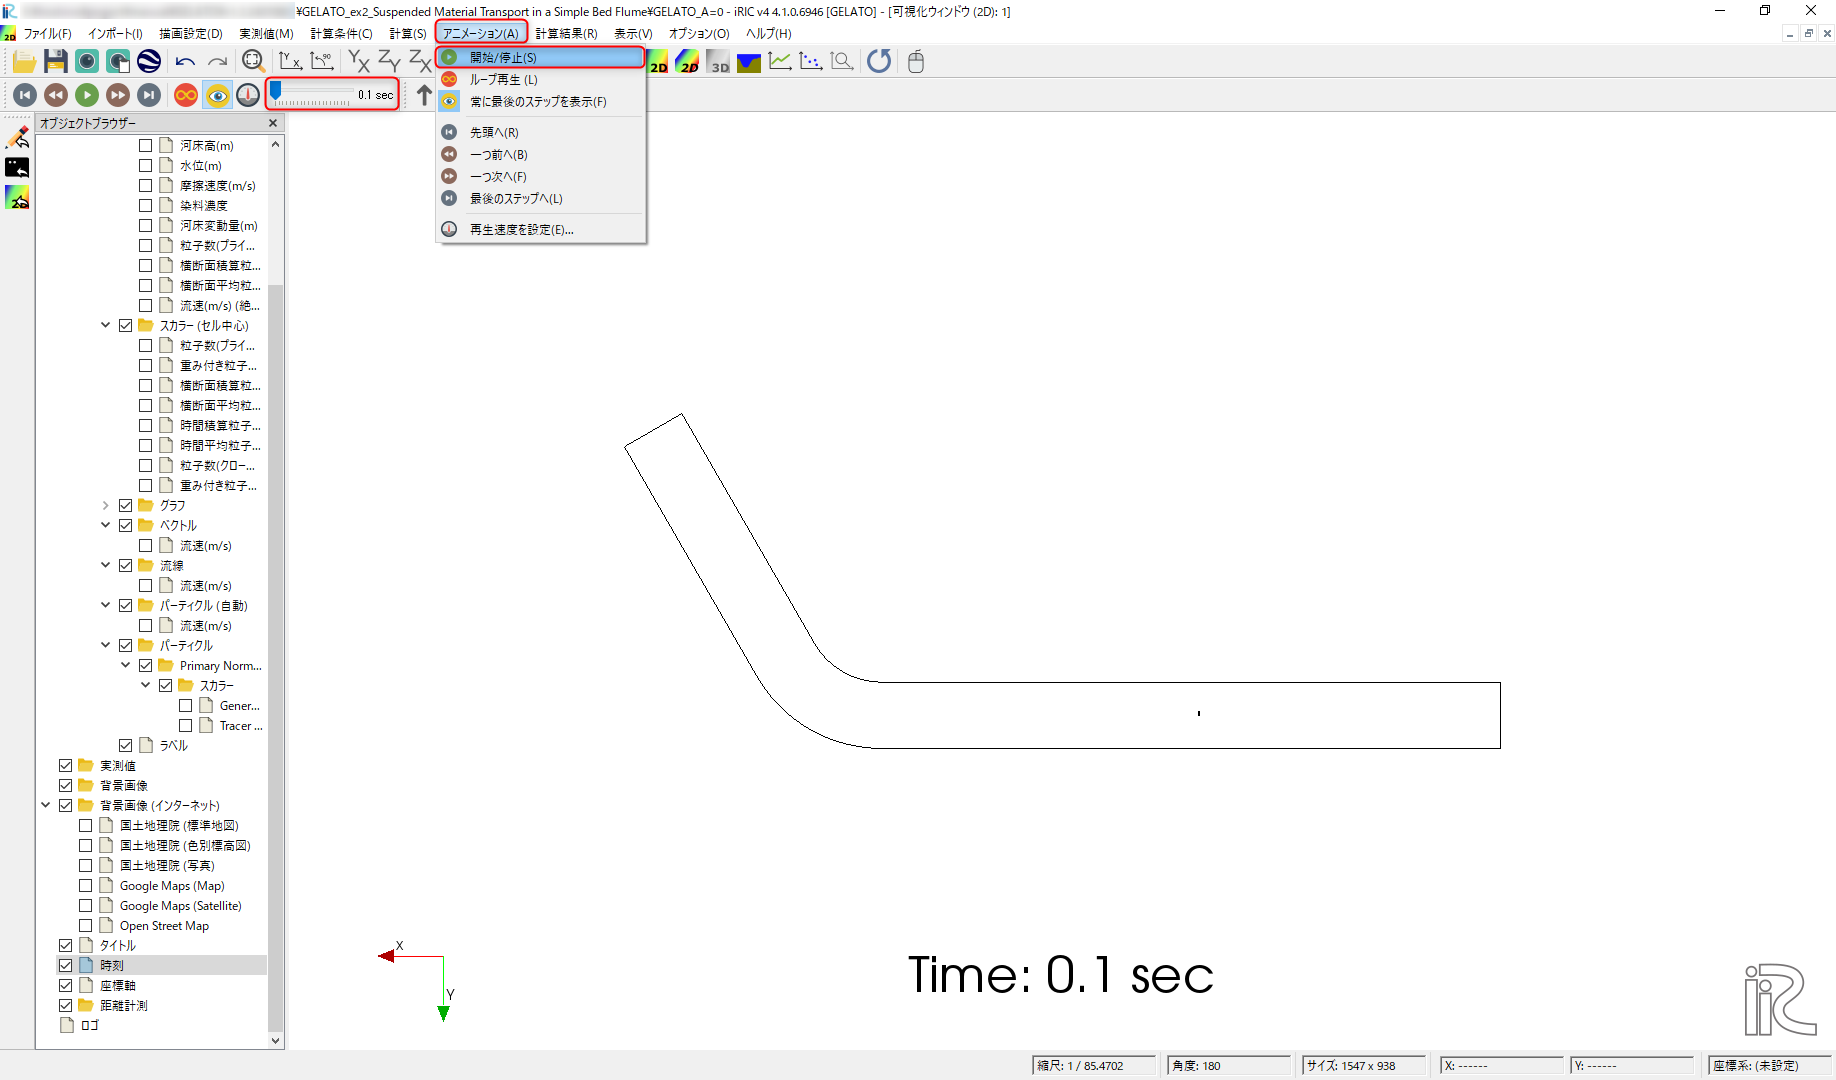 ¥GELATO_ex2_Suspended Material Transport in a Simple Bed Flume¥GELATO_A=0 - iRIC v4 4.1.0.6946 [GELATO] - [可視化ウィンドウ (2D): 1]
ファイル(F) インポート(I) 描画設定(D) 実測値(M) 計算条件(C) 計算(S) アニメーション(A) 計算結果(R) 表示(V) オプション(O) ヘルプ(H)
開始/停止(S)
ループ再生 (L)
常に最後のステップを表示(F)
先頭へ(R)
一つ前へ(B)
一つ次へ(F)
最後のステップへ(L)
再生速度を設定(E)...
0.1 sec
オブジェクトブラウザー
河床高(m)
水位(m)
摩擦速度(m/s)
染料濃度
河床変動量(m)
粒子数(プライ...
横断面積算粒...
横断面平均粒...
流速(m/s) (絶...
スカラー (セル中心)
粒子数(プライ...
重み付き粒子...
横断面積算粒...
横断面平均粒...
時間積算粒子...
時間平均粒子...
粒子数(クロー...
重み付き粒子...
グラフ
ベクトル
流速(m/s)
流線
流速(m/s)
パーティクル (自動)
流速(m/s)
パーティクル
Primary Norm...
スカラー
Gener...
Tracer ...
ラベル
実測値
背景画像
背景画像 (インターネット)
国土地理院 (標準地図)
国土地理院 (色別標高図)
国土地理院 (写真)
Google Maps (Map)
Google Maps (Satellite)
Open Street Map
タイトル
時刻
座標軸
距離計測
ロゴ
X
Y
Time: 0.1 sec
iRiC
縮尺: 1 / 85.4702 角度: 180 サイズ: 1547 x 938 X: ------ Y: ------ 座標系: (未設定)